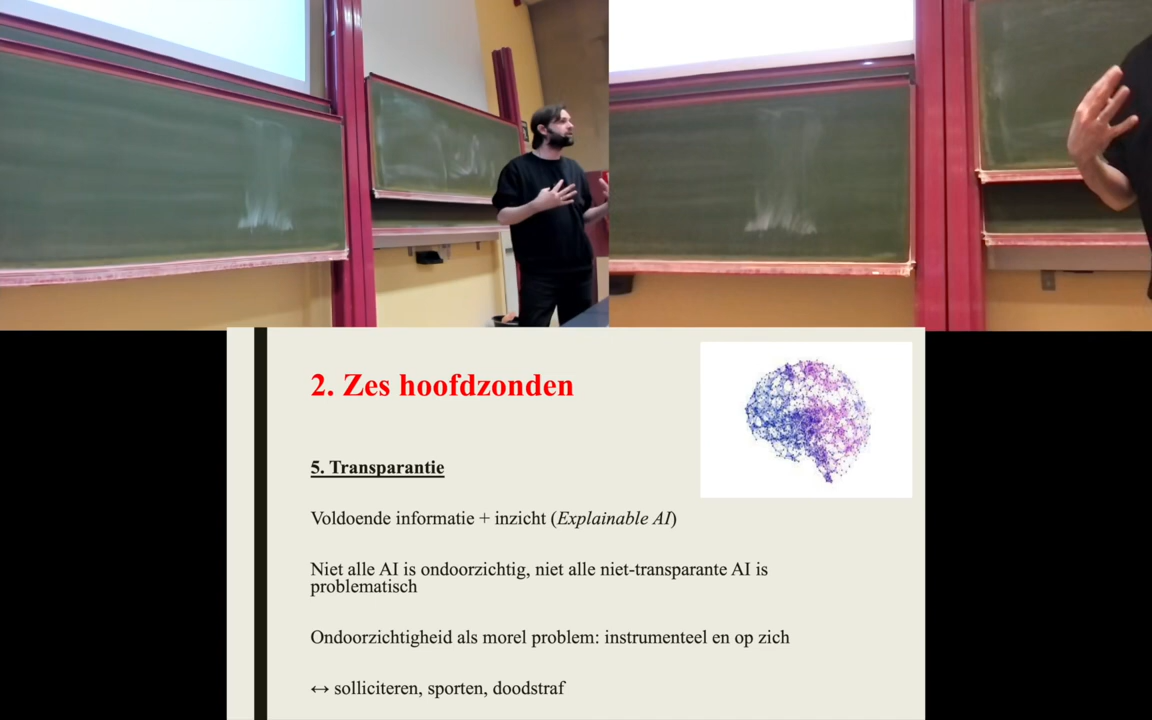 2. Zes hoofdzonden
5. Transparantie
Voldoende informatie + inzicht (Explainable AI)
Niet alle AI is ondoorzichtig, niet alle niet-transparante AI is
problematisch
Ondoorzichtigheid als moreel problem: instrumenteel en op zich
↔ solliciteren, sporten, doodstraf